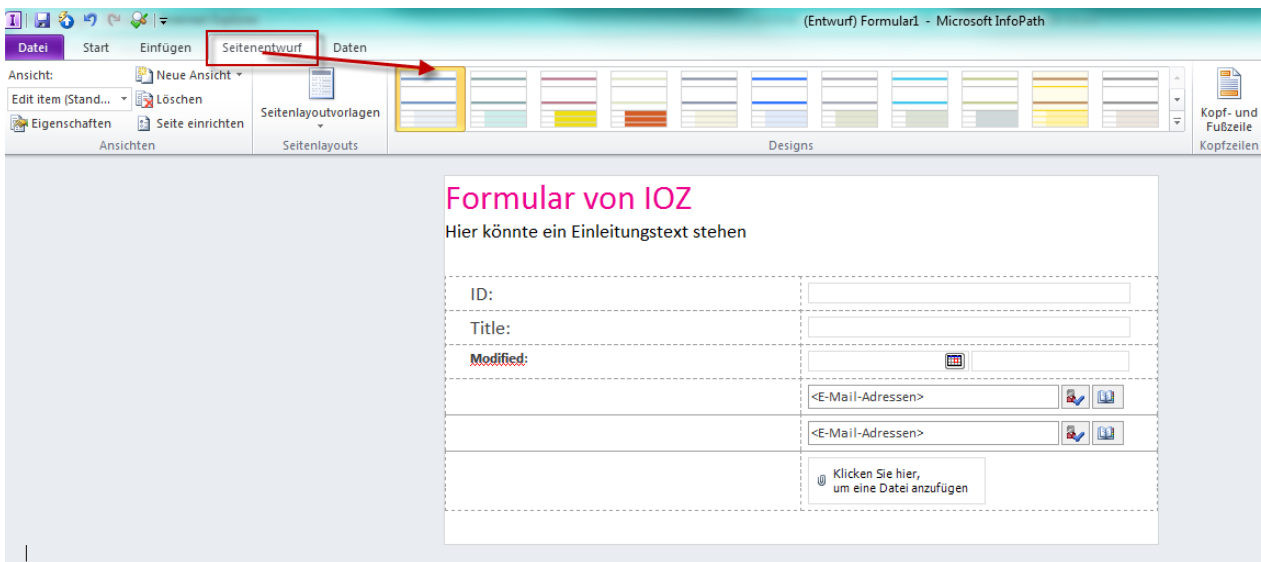 (Entwurf) Formular1 - Microsoft InfoPath
Datei Start Einfügen Seitenentwurf Daten
Ansicht:
Edit item (Stand...
Eigenschaften
Neue Ansicht
Löschen
Seite einrichten
Ansichten
Seitenlayoutvorlagen
Seitenlayouts
Designs
Kopf- und
Fußzeile
Kopfzeilen
Formular von IOZ
Hier könnte ein Einleitungstext stehen
ID:
Title:
Modified:
<E-Mail-Adressen>
<E-Mail-Adressen>
Klicken Sie hier,
um eine Datei anzufügen